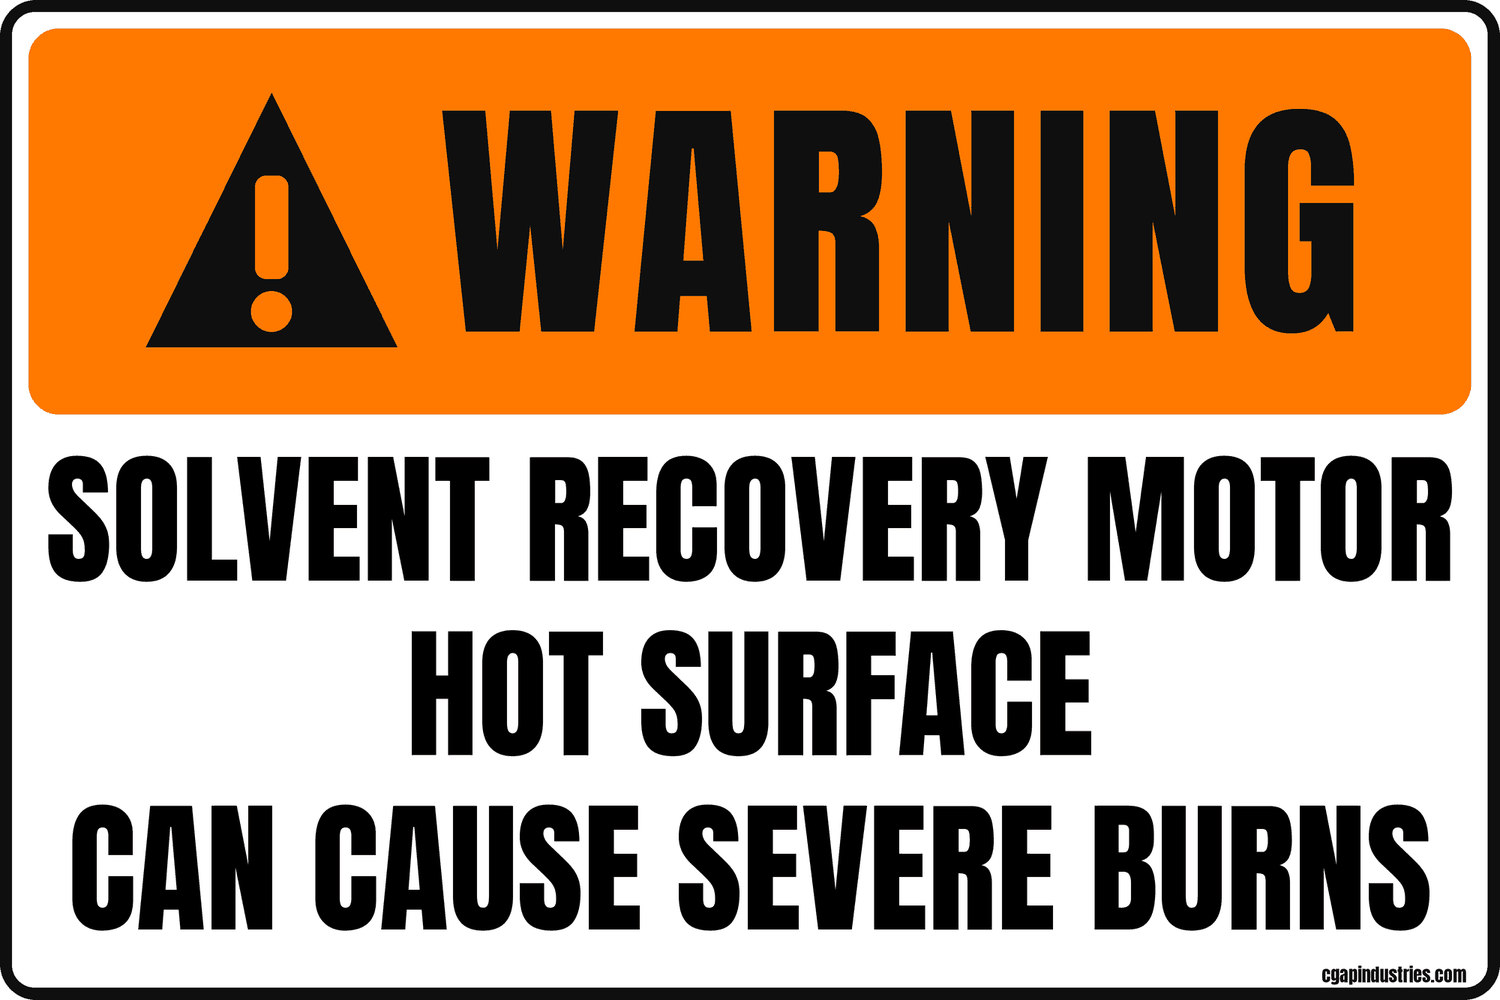 WARNING
SOLVENT RECOVERY MOTOR
HOT SURFACE
CAN CAUSE SEVERE BURNS
cgapindustries.com